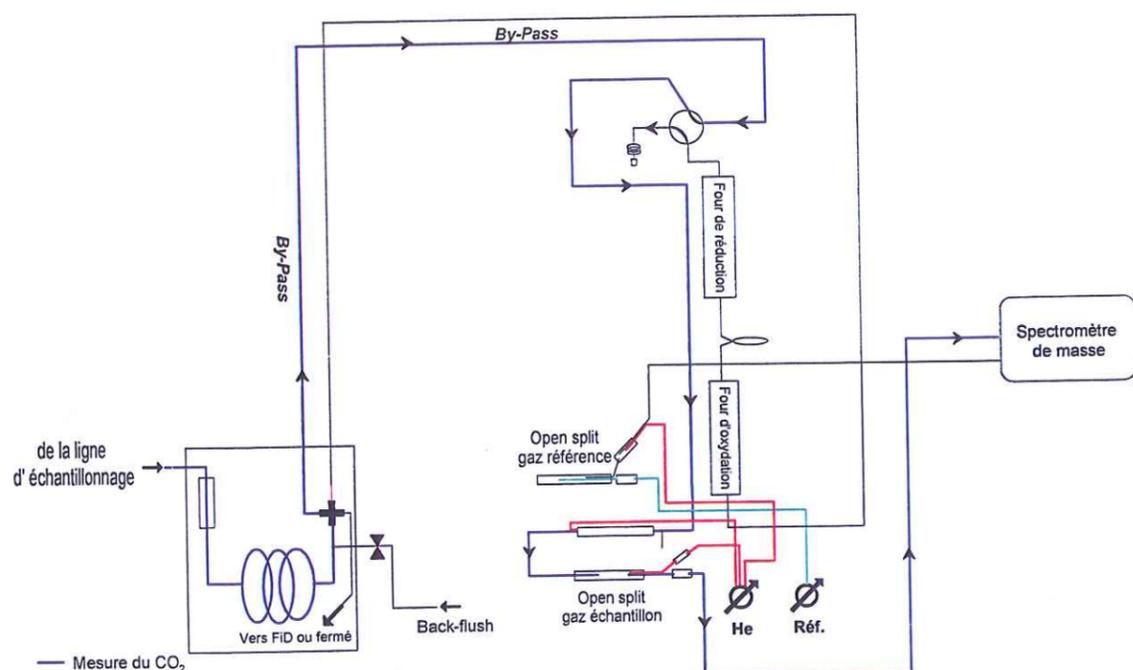 By-Pass
By-Pass
Four de réduction
Spectromètre
de masse
Four d'oxydation
Open split
gaz référence
de la ligne
d' échantillonnage
Open split
gaz échantillon
He
Réf.
Vers FiD ou fermé
Back-flush
Mesure du CO₂